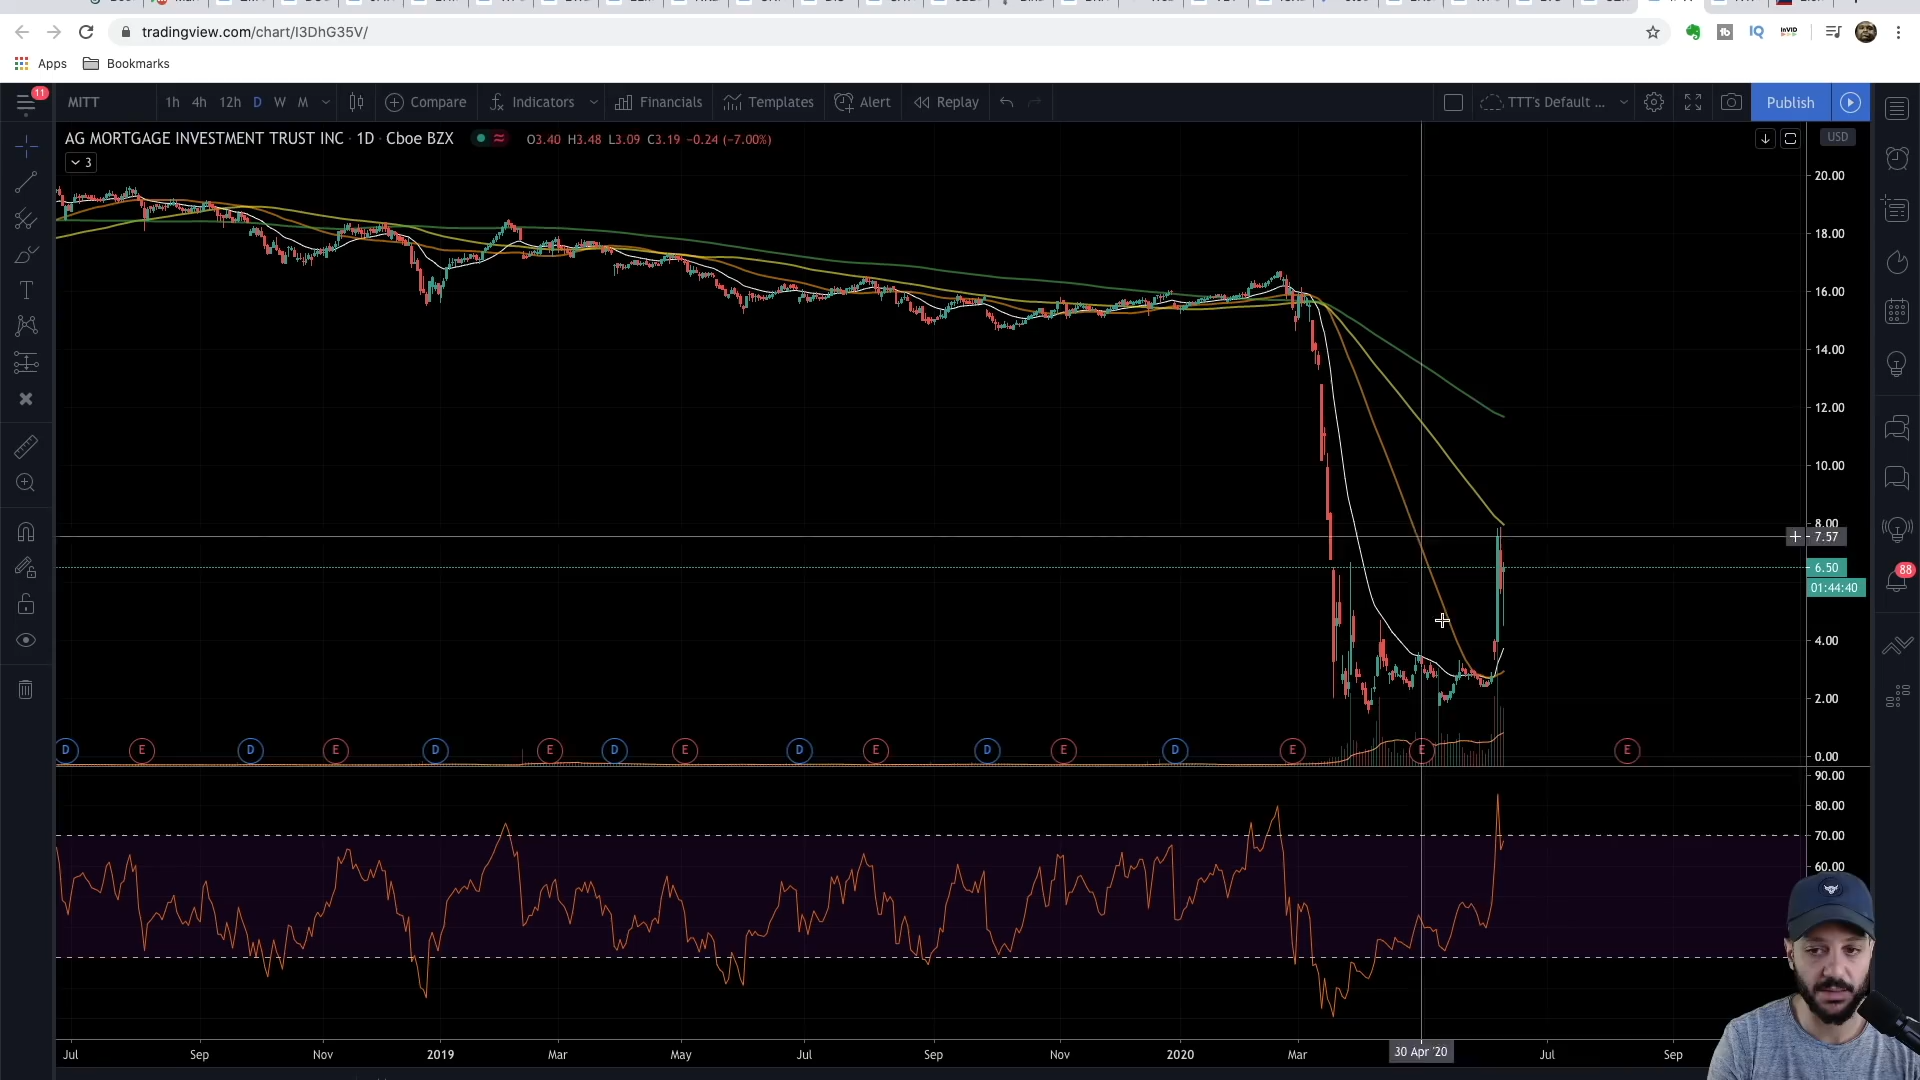 tradingview.com/chart/I3DhG35V/
Apps Bookmarks
11
MITT 1h 4h 12h D W M Compare Indicators Financials Templates Alert Replay TTT's Default ... Publish
AG MORTGAGE INVESTMENT TRUST INC · 1D · Cboe BZX O3.40 H3.48 L3.09 C3.19 −0.24 (−7.00%)
USD
3
20.00
18.00
16.00
14.00
12.00
10.00
8.00
7.57
6.50
88
01:44:40
4.00
2.00
D E D E D E D E D E D E D E E E
0.00
90.00
80.00
70.00
60.00
Jul Sep Nov 2019 Mar May Jul Sep Nov 2020 Mar 30 Apr '20 Jul Sep